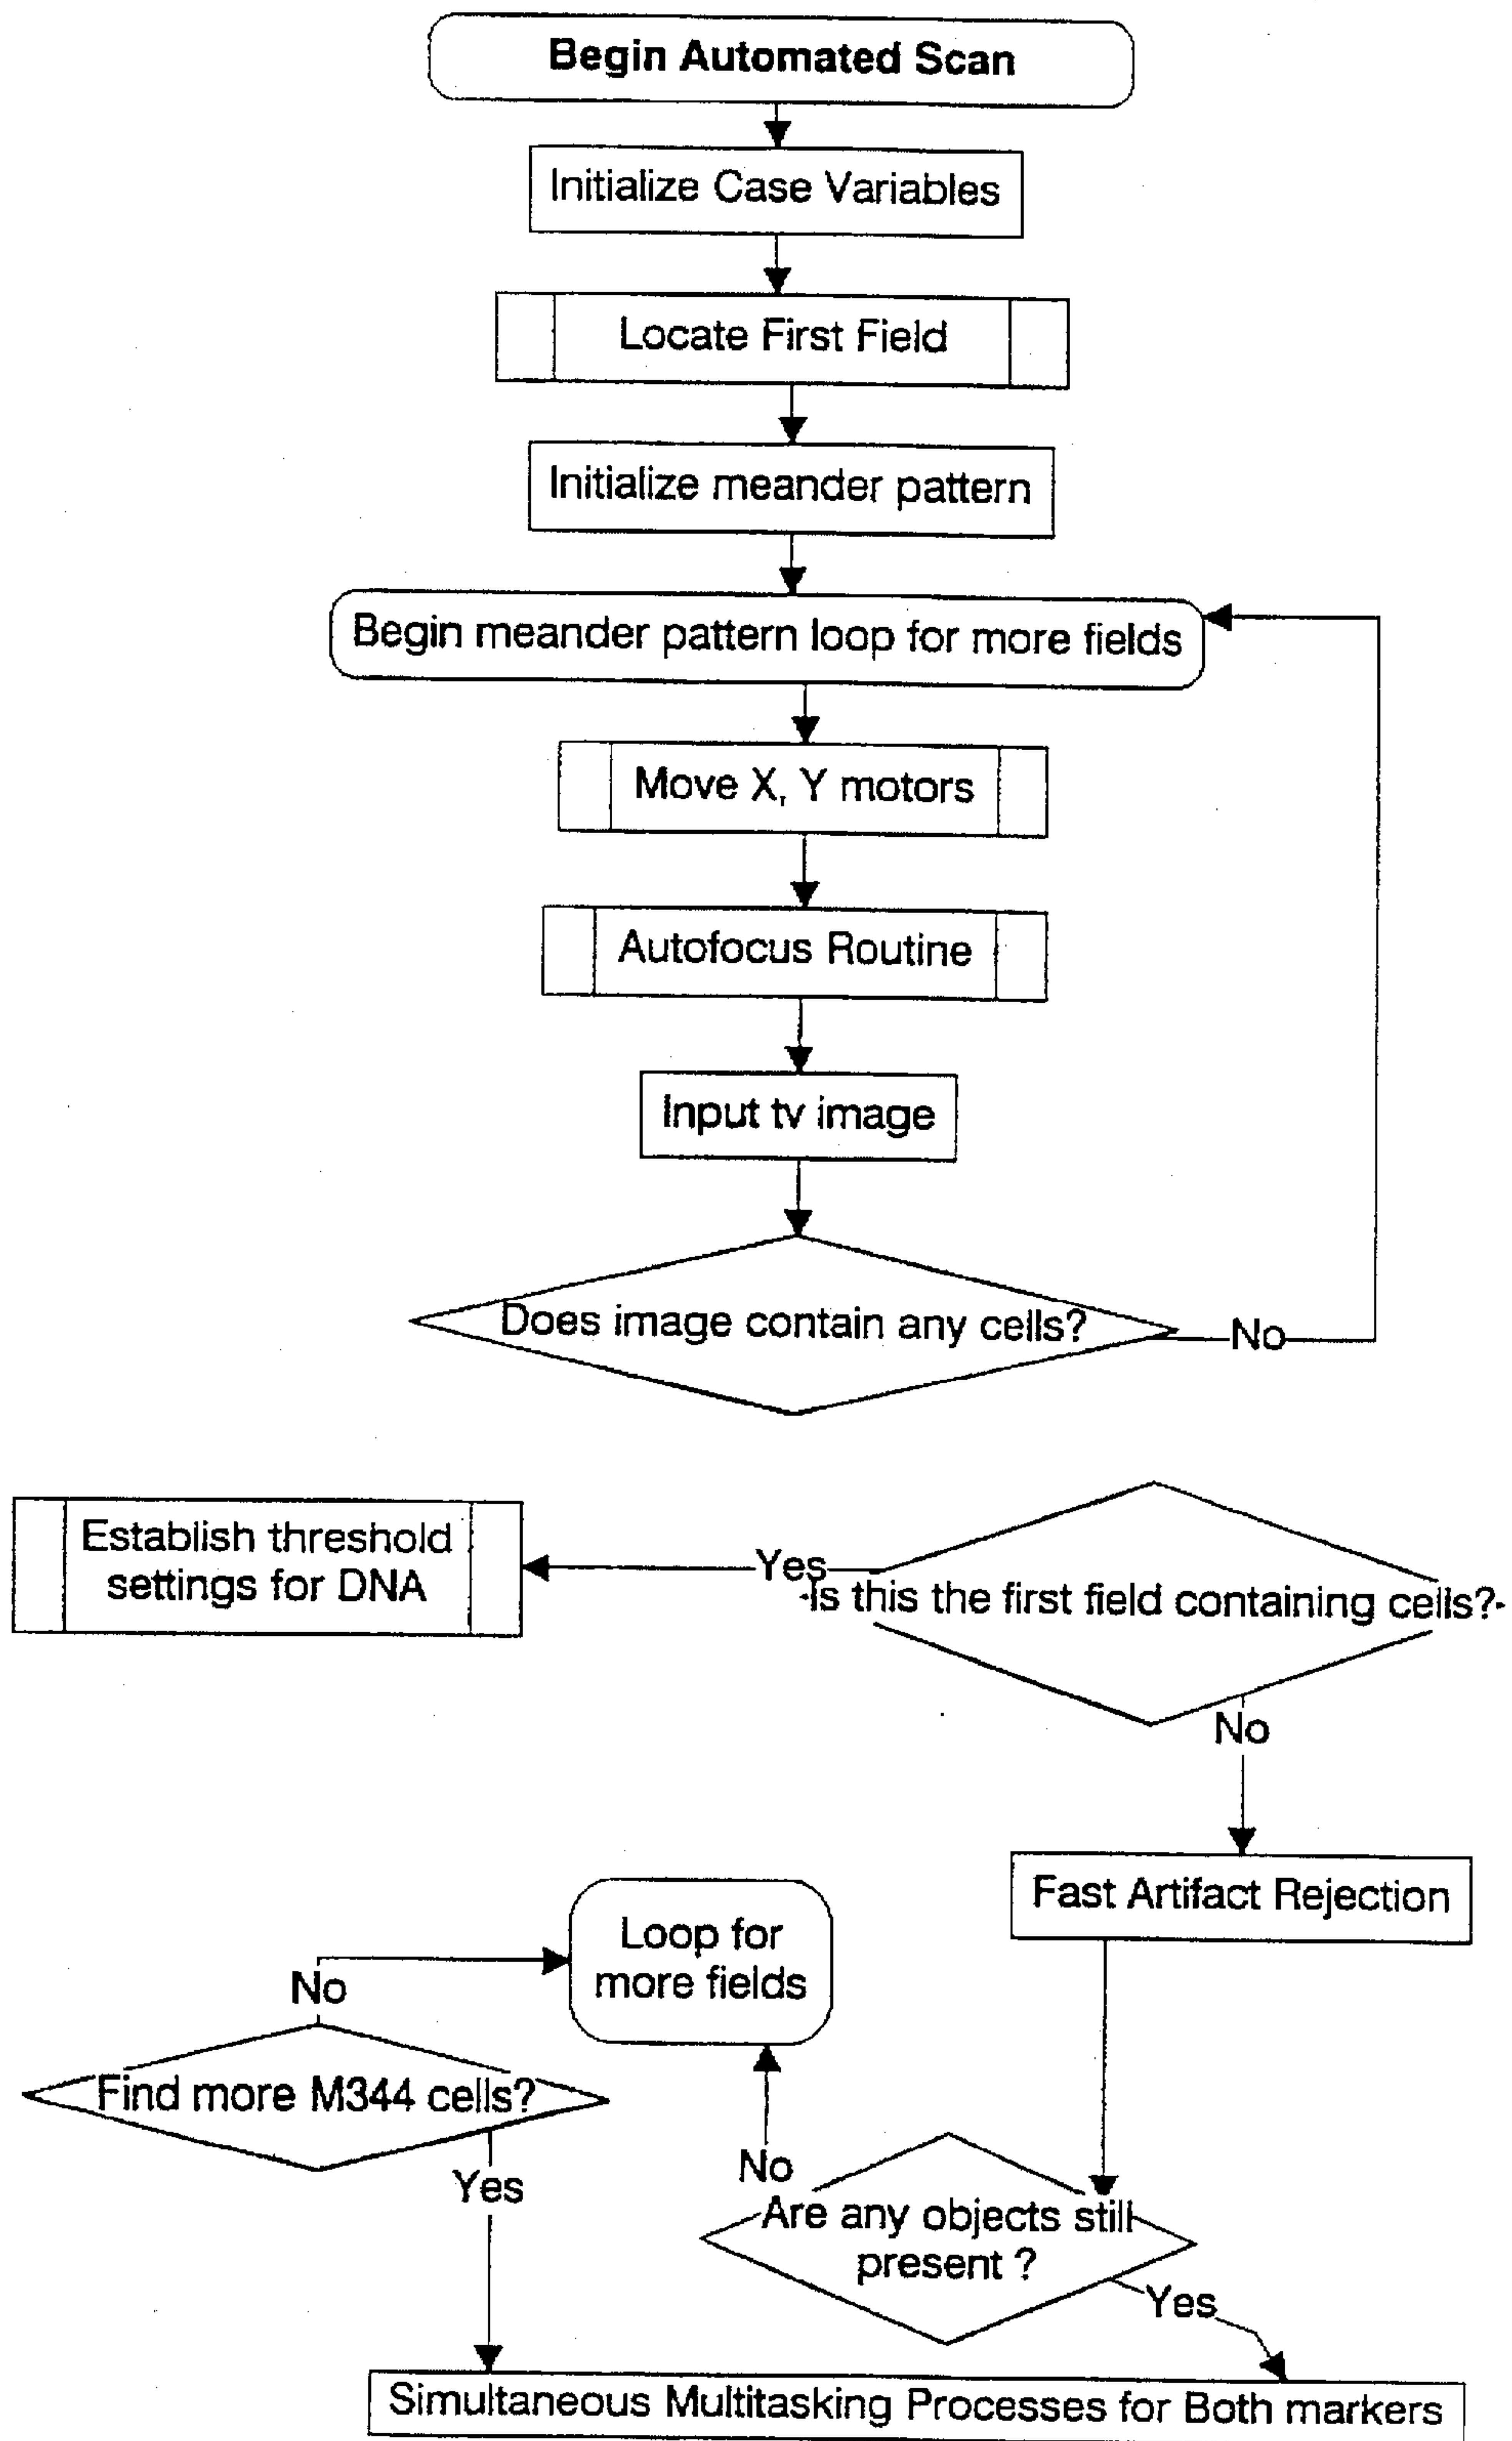 Begin Automated Scan
Initialize Case Variables
Locate First Field
Initialize meander pattern
Begin meander pattern loop for more fields
Move X, Y motors
Autofocus Routine
Input tv image
Does image contain any cells?
No
Establish threshold
settings for DNA
Yes
Is this the first field containing cells?
No
Fast Artifact Rejection
Loop for
more fields
No
Find more M344 cells?
Yes
No
Are any objects still
present ?
Yes
Simultaneous Multitasking Processes for Both markers